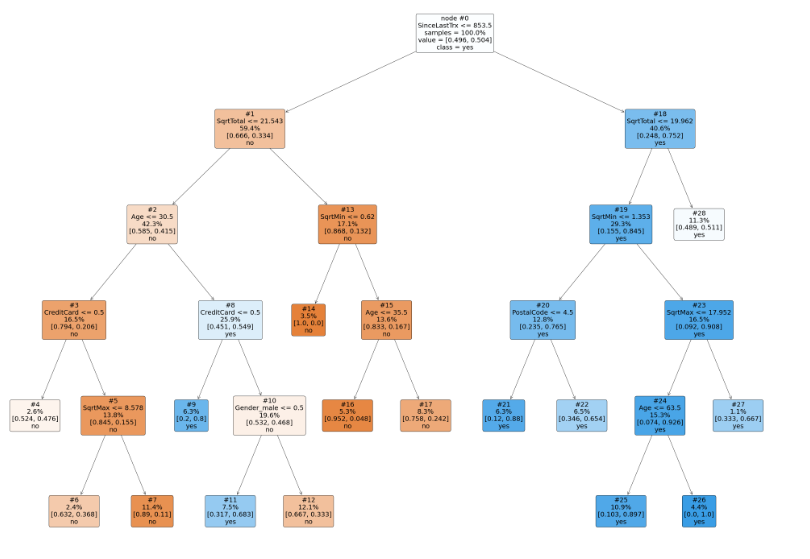 node #0
SinceLastTrx <= 853.5
samples = 100.0%
value = [0.496, 0.504]
class = yes
#1
SqrtTotal <= 21.543
59.4%
[0.666, 0.334]
no
#18
SqrtTotal <= 19.962
40.6%
[0.248, 0.752]
yes
#2
Age <= 30.5
42.3%
[0.585, 0.415]
no
#13
SqrtMin <= 0.62
17.1%
[0.868, 0.132]
no
#19
SqrtMin <= 1.353
29.3%
[0.155, 0.845]
yes
#28
11.3%
[0.489, 0.511]
yes
#3
CreditCard <= 0.5
16.5%
[0.794, 0.206]
no
#8
CreditCard <= 0.5
25.9%
[0.451, 0.549]
yes
#14
3.5%
[1.0, 0.0]
no
#15
Age <= 35.5
13.6%
[0.833, 0.167]
no
#20
PostalCode <= 4.5
12.8%
[0.235, 0.765]
yes
#23
SqrtMax <= 17.952
16.5%
[0.092, 0.908]
yes
#4
2.6%
[0.524, 0.476]
no
#5
SqrtMax <= 8.578
13.8%
[0.845, 0.155]
no
#9
6.3%
[0.2, 0.8]
yes
#10
Gender_male <= 0.5
19.6%
[0.532, 0.468]
no
#16
5.3%
[0.952, 0.048]
no
#17
8.3%
[0.758, 0.242]
no
#21
6.3%
[0.12, 0.88]
yes
#22
6.5%
[0.346, 0.654]
yes
#24
Age <= 63.5
15.3%
[0.074, 0.926]
yes
#27
1.1%
[0.333, 0.667]
yes
#6
2.4%
[0.632, 0.368]
no
#7
11.4%
[0.89, 0.11]
no
#11
7.5%
[0.317, 0.683]
yes
#12
12.1%
[0.667, 0.333]
no
#25
10.9%
[0.103, 0.897]
yes
#26
4.4%
[0.0, 1.0]
yes